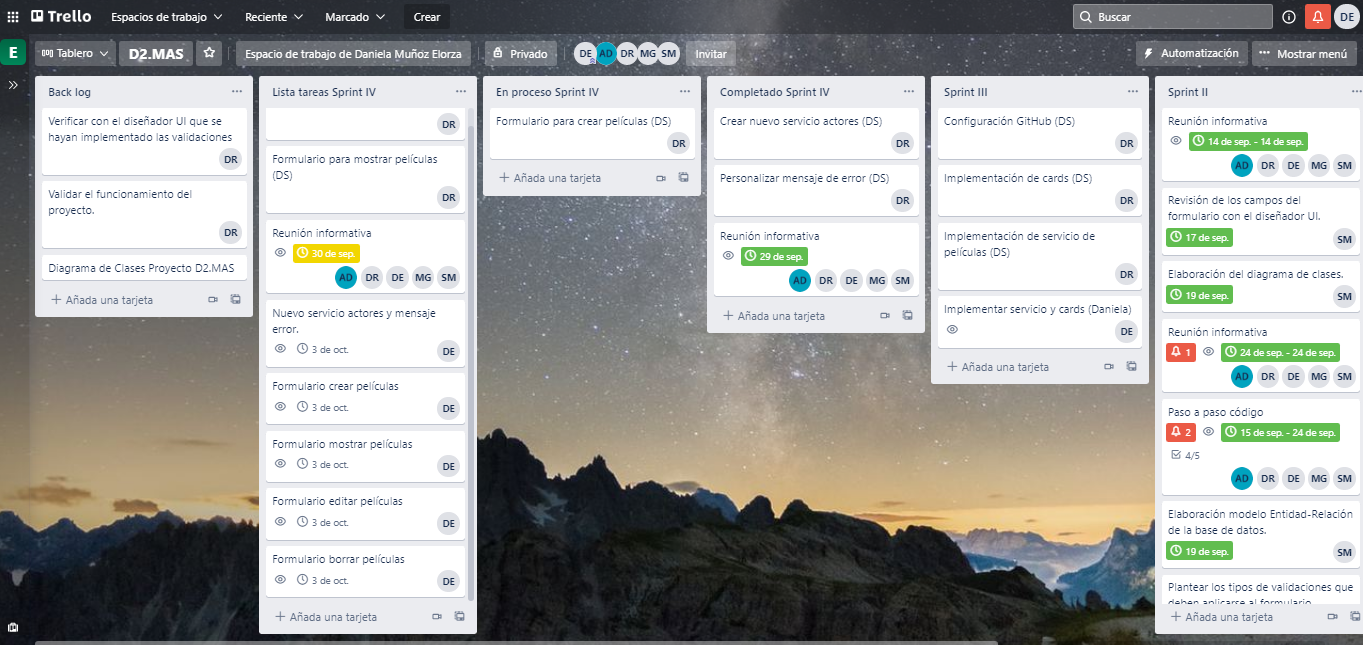 Trello
Espacios de trabajo
Reciente
Marcado
Crear
Buscar
DE
E
Tablero
D2.MAS
Espacio de trabajo de Daniela Muñoz Elorza
Privado
DE AD DR MG SM
Invitar
Automatización
Mostrar menú
Back log
Verificar con el diseñador UI que se
hayan implementado las validaciones
DR
Validar el funcionamiento del
proyecto.
DR
Diagrama de Clases Proyecto D2.MAS
+ Añada una tarjeta
Lista tareas Sprint IV
DR
Formulario para mostrar películas
(DS)
DR
Reunión informativa
30 de sep.
AD DR DE MG SM
Nuevo servicio actores y mensaje
error.
3 de oct.
DE
Formulario crear películas
3 de oct.
DE
Formulario mostrar películas
3 de oct.
DE
Formulario editar películas
3 de oct.
DE
Formulario borrar películas
3 de oct.
DE
+ Añada una tarjeta
En proceso Sprint IV
Formulario para crear películas (DS)
DR
+ Añada una tarjeta
Completado Sprint IV
Crear nuevo servicio actores (DS)
DR
Personalizar mensaje de error (DS)
DR
Reunión informativa
29 de sep.
AD DR DE MG SM
+ Añada una tarjeta
Sprint III
Configuración GitHub (DS)
DR
Implementación de cards (DS)
DR
Implementación de servicio de
películas (DS)
DR
Implementar servicio y cards (Daniela)
DE
+ Añada una tarjeta
Sprint II
Reunión informativa
14 de sep. - 14 de sep.
AD DR DE MG SM
Revisión de los campos del
formulario con el diseñador UI.
17 de sep.
SM
Elaboración del diagrama de clases.
19 de sep.
SM
Reunión informativa
1
24 de sep. - 24 de sep.
AD DR DE MG SM
Paso a paso código
2
15 de sep. - 24 de sep.
4/5
AD DR DE MG SM
Elaboración modelo Entidad-Relación
de la base de datos.
19 de sep.
SM
Plantear los tipos de validaciones que
deben aplicarse al formulario
+ Añada una tarjeta